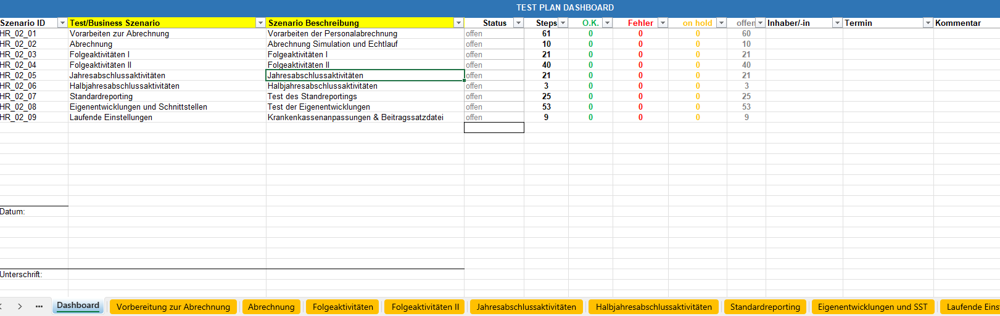 TEST PLAN DASHBOARD
Szenario ID Test/Business Szenario Szenario Beschreibung Status Steps O.K. Fehler on hold offen Inhaber/-in Termin Kommentar
HR_02_01 Vorarbeiten zur Abrechnung Vorarbeiten der Personalabrechnung offen 61 0 0 0 60
HR_02_02 Abrechnung Abrechnung Simulation und Echtlauf offen 10 0 0 0 10
HR_02_03 Folgeaktivitäten I Folgeaktivitäten I offen 21 0 0 0 21
HR_02_04 Folgeaktivitäten II Folgeaktivitäten II offen 40 0 0 0 40
HR_02_05 Jahresabschlussaktivitäten Jahresabschlussaktivitäten offen 21 0 0 0 21
HR_02_06 Halbjahresabschlussaktivitäten Halbjahresabschlussaktivitäten offen 3 0 0 0 3
HR_02_07 Standardreporting Test des Standreportings offen 25 0 0 0 25
HR_02_08 Eigenentwicklungen und Schnittstellen Test der Eigenentwicklungen offen 53 0 0 0 53
HR_02_09 Laufende Einstellungen Krankenkassenanpassungen & Beitragssatzdatei offen 9 0 0 0 9
Datum:
Unterschrift:
... Dashboard Vorbereitung zur Abrechnung Abrechnung Folgeaktivitäten Folgeaktivitäten II Jahresabschlussaktivitäten Halbjahresabschlussaktivitäten Standardreporting Eigenentwicklungen und SST Laufende Eins